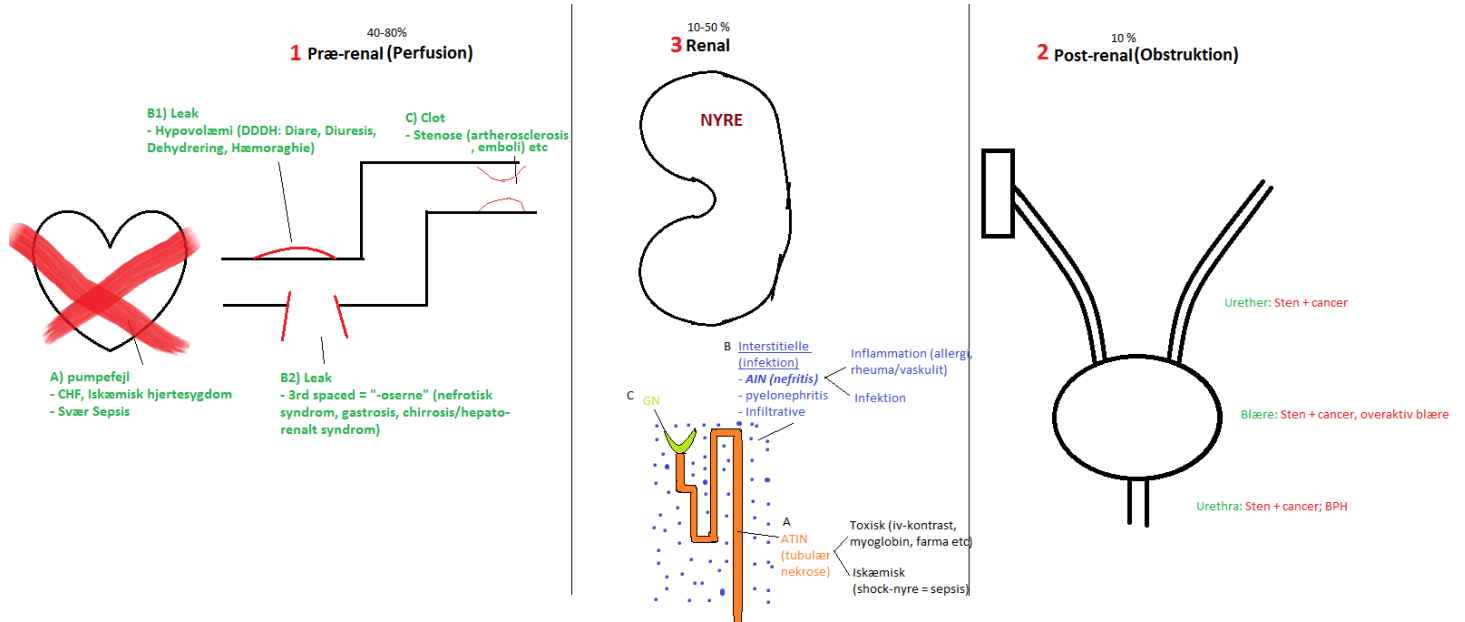 40-80%
1 Præ-renal (Perfusion)
B1) Leak
- Hypovolæmi (DDDH: Diare, Diuresis,
Dehydrering, Hæmoraghie)
C) Clot
- Stenose (artherosclerosis
, emboli) etc
A) pumpefejl
- CHF, Iskæmisk hjertesygdom
- Svær Sepsis
B2) Leak
- 3rd spaced = "-oserne" (nefrotisk
syndrom, gastrosis, chirrosis/hepato-
renalt syndrom)
10-50 %
3 Renal
NYRE
B Interstitielle
(infektion)
- AIN (nefritis)
- pyelonephritis
- Infiltrative
Inflammation (allergi,
rheuma/vaskulit)
Infektion
C GN
A
ATIN
(tubulær
nekrose)
Toxisk (iv-kontrast,
myoglobin, farma etc)
Iskæmisk
(shock-nyre = sepsis)
10 %
2 Post-renal (Obstruktion)
Urether: Sten + cancer
Blære: Sten + cancer, overaktiv blære
Urethra: Sten + cancer; BPH